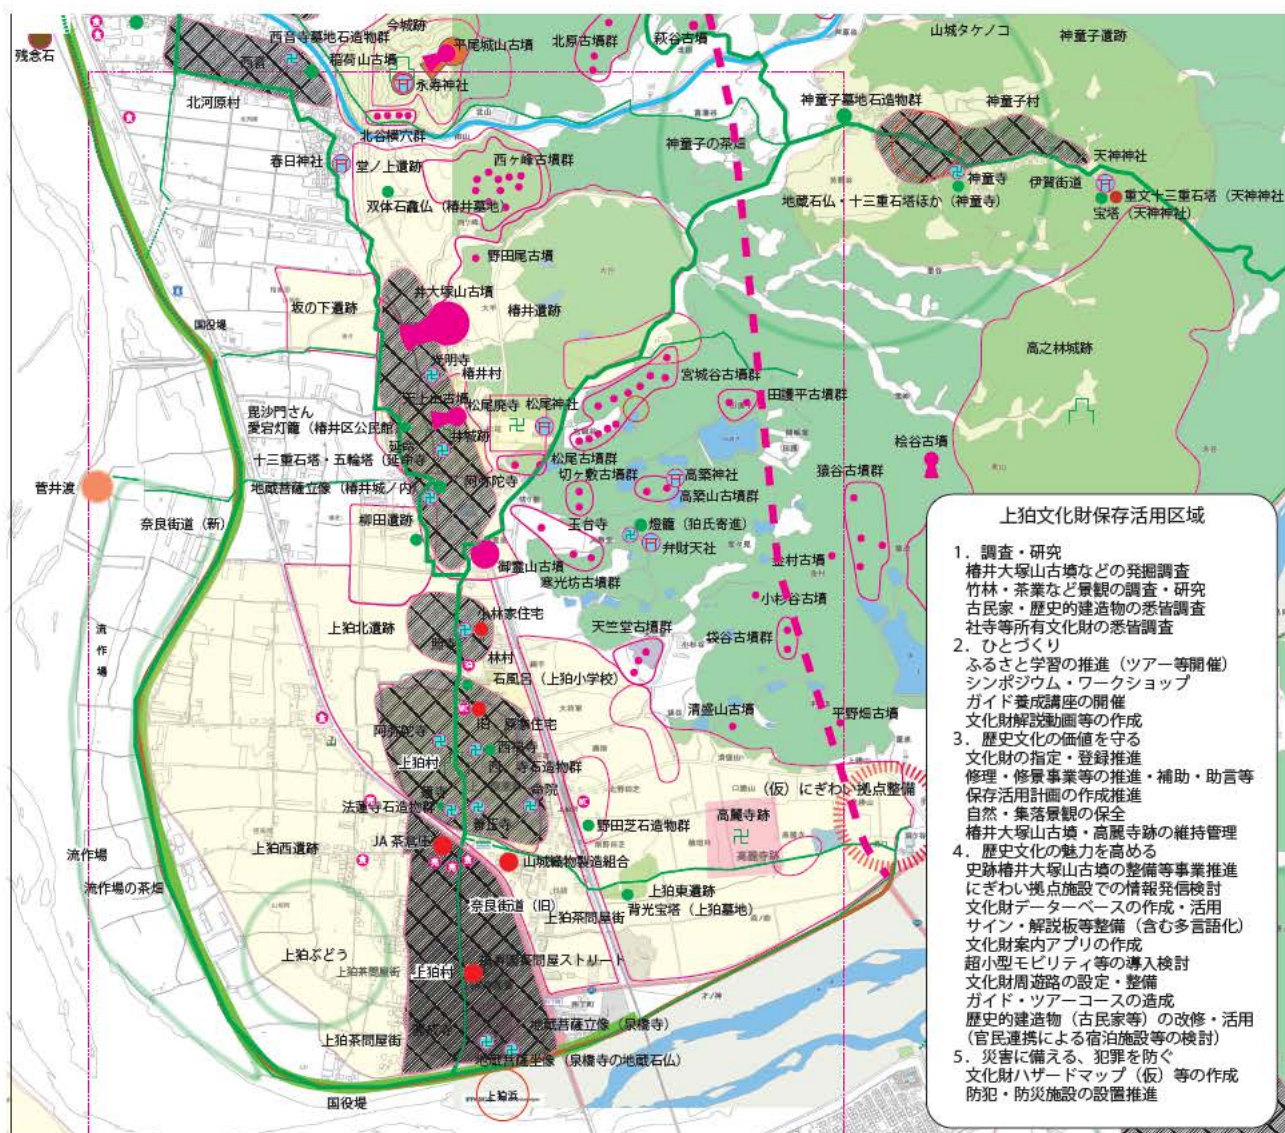 今城跡
西音寺墓地石造物群
平尾城山古墳
北原古墳群
萩谷古墳
山城タケノコ
神童子遺跡
残念石
稲荷山古墳
永寿神社
北河原村
神童子墓地石造物群
神童子村
北谷横穴群
神童子の茶畑
春日神社
堂ノ上遺跡
西ヶ峰古墳群
天神神社
神童寺
伊賀街道
双体石龕仏(椿井墓地)
地蔵石仏・十三重石塔ほか(神童寺)
重文十三重石塔(天神神社
宝塔(天神神社)
野田尾古墳
井大塚山古墳
坂の下遺跡
椿井遺跡
国役堤
高之林城跡
光明寺
椿井村
宮城谷古墳群
田護平古墳群
天上山古墳
松尾廃寺
松尾神社
毘沙門さん
愛宕灯籠(椿井区公民館)
井城跡
桧谷古墳
延命
十三重石塔・五輪塔(延命寺
松尾古墳群
猿谷古墳群
切ヶ敷古墳群
高築神社
菅井渡
地蔵菩薩立像(椿井城ノ内)
阿弥陀寺
高築山古墳群
奈良街道(新)
柳田遺跡
玉台寺
燈籠(狛氏寄進)
弁財天社
御霊山古墳
寒光坊古墳群
釜村古墳
小杉谷古墳
小林家住宅
上狛北遺跡
天竺堂古墳群
袋谷古墳群
流作場
林村
石風呂(上狛小学校)
清盛山古墳
平野畑古墳
阿弥陀寺
西福寺
上狛村
(仮)にぎわい拠点整備
法蓮寺石造物群
高麗寺跡
野田芝石造物群
JA 茶倉庄
高麗寺跡
上狛西遺跡
山城織物製造組合
流作場
流作場の茶畑
上狛東遺跡
奈良街道(旧)
背光宝塔(上狛墓地)
上狛茶問屋街
上狛ぶどう
上狛茶問屋街
上狛村
茶問屋ストリート
上狛茶問屋街
地蔵菩薩立像(泉橋寺)
地蔵菩薩坐像(泉橋寺の地蔵石仏)
国役堤
上狛浜
上狛文化財保存活用区域
1.調査・研究
椿井大塚山古墳などの発掘調査
竹林・茶業など景観の調査・研究
古民家・歴史的建造物の悉皆調査
社寺等所有文化財の悉皆調査
2.ひとづくり
ふるさと学習の推進(ツアー等開催)
シンポジウム・ワークショップ
ガイド養成講座の開催
文化財解説動画等の作成
3.歴史文化の価値を守る
文化財の指定・登録推進
修理・修景事業等の推進・補助・助言等
保存活用計画の作成推進
自然・集落景観の保全
椿井大塚山古墳・高麗寺跡の維持管理
4.歴史文化の魅力を高める
史跡椿井大塚山古墳の整備等事業推進
にぎわい拠点施設での情報発信検討
文化財データーベースの作成・活用
サイン・解説板等整備(含む多言語化)
文化財案内アプリの作成
超小型モビリティ等の導入検討
文化財周遊路の設定・整備
ガイド・ツアーコースの造成
歴史的建造物(古民家等)の改修・活用
(官民連携による宿泊施設等の検討)
5.災害に備える、犯罪を防ぐ
文化財ハザードマップ(仮)等の作成
防犯・防災施設の設置推進